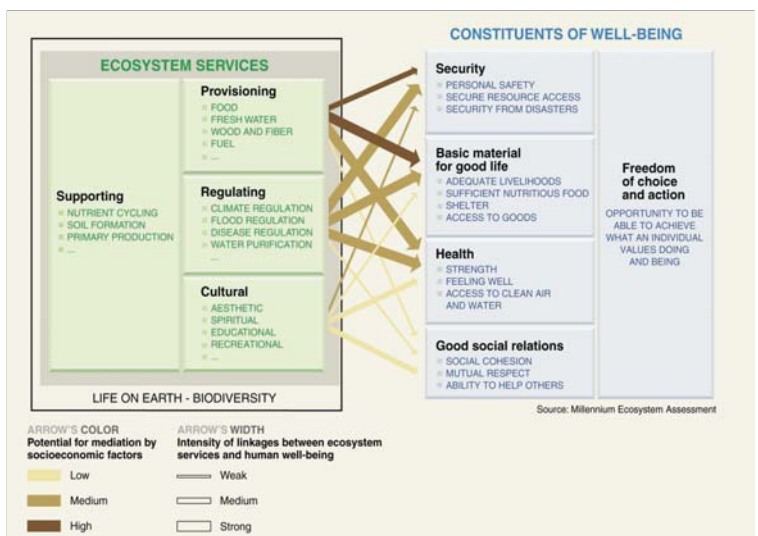 CONSTITUENTS OF WELL-BEING
ECOSYSTEM SERVICES
Supporting
NUTRIENT CYCLING
SOIL FORMATION
PRIMARY PRODUCTION
...
Provisioning
FOOD
FRESH WATER
WOOD AND FIBER
FUEL
...
Regulating
CLIMATE REGULATION
FLOOD REGULATION
DISEASE REGULATION
WATER PURIFICATION
...
Cultural
AESTHETIC
SPIRITUAL
EDUCATIONAL
RECREATIONAL
...
LIFE ON EARTH - BIODIVERSITY
Security
PERSONAL SAFETY
SECURE RESOURCE ACCESS
SECURITY FROM DISASTERS
Basic material
for good life
ADEQUATE LIVELIHOODS
SUFFICIENT NUTRITIOUS FOOD
SHELTER
ACCESS TO GOODS
Health
STRENGTH
FEELING WELL
ACCESS TO CLEAN AIR
AND WATER
Good social relations
SOCIAL COHESION
MUTUAL RESPECT
ABILITY TO HELP OTHERS
Freedom
of choice
and action
OPPORTUNITY TO BE
ABLE TO ACHIEVE
WHAT AN INDIVIDUAL
VALUES DOING
AND BEING
Source: Millennium Ecosystem Assessment
ARROW'S COLOR
Potential for mediation by
socioeconomic factors
Low
Medium
High
ARROW'S WIDTH
Intensity of linkages between ecosystem
services and human well-being
Weak
Medium
Strong